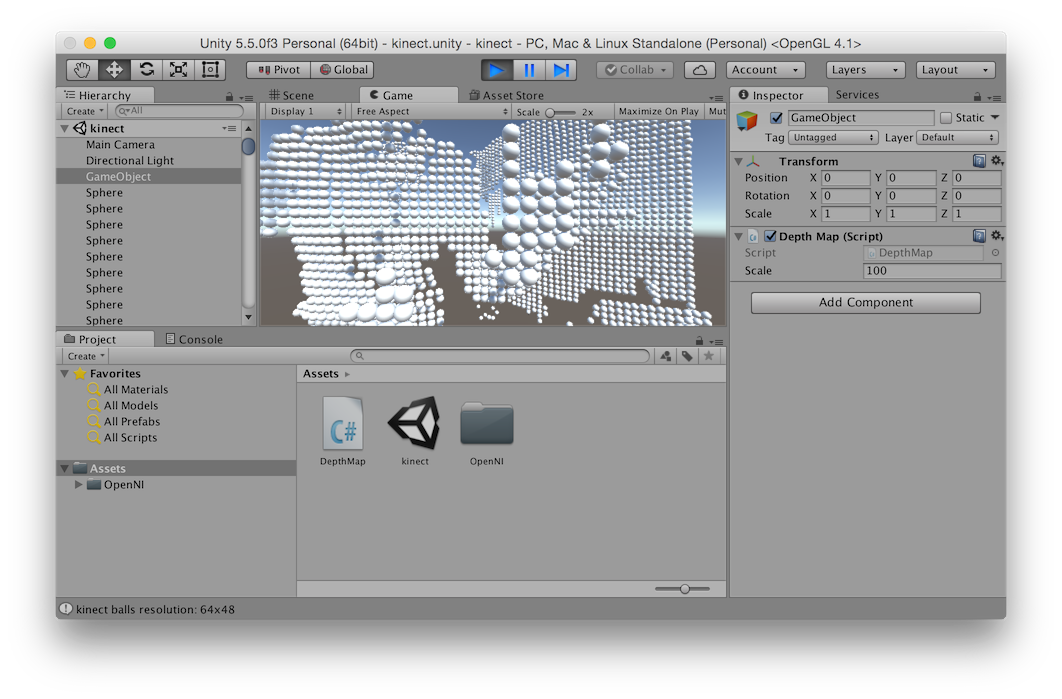 Unity 5.5.0f3 Personal (64bit) - kinect.unity - kinect - PC, Mac & Linux Standalone (Personal) <OpenGL 4.1>
Pivot Global Collab Account Layers Layout
Hierarchy
Create All
kinect
Main Camera
Directional Light
GameObject
Sphere
Sphere
Sphere
Sphere
Sphere
Sphere
Sphere
Sphere
Sphere
Scene Game Asset Store
Display 1 Free Aspect Scale 2x Maximize On Play Mut
Inspector Services
GameObject Static
Tag Untagged Layer Default
Transform
Position X 0 Y 0 Z 0
Rotation X 0 Y 0 Z 0
Scale X 1 Y 1 Z 1
Depth Map (Script)
Script DepthMap
Scale 100
Add Component
Project Console
Create
Favorites
All Materials
All Models
All Prefabs
All Scripts
Assets
OpenNI
Assets
C#
DepthMap kinect OpenNI
kinect balls resolution: 64x48